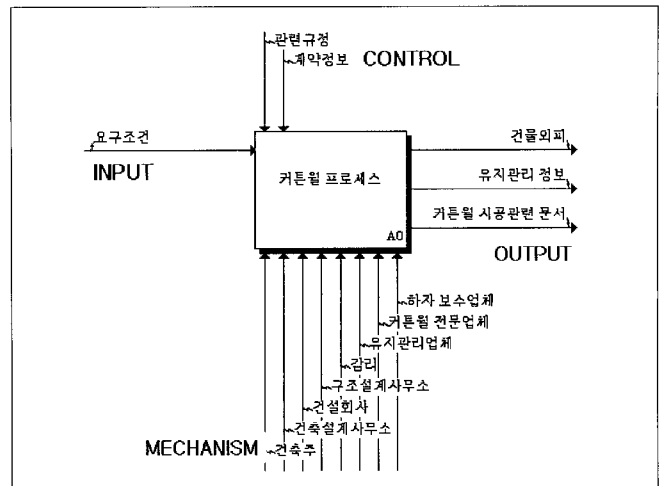 관련규정
계약정보 CONTROL
요구조건
INPUT
커튼월 프로세스
A0
건물외피
유지관리 정보
커튼월 시공관련 문서
OUTPUT
하자 보수업체
커튼월 전문업체
유지관리업체
감리
구조설계사무소
건설회사
건축설계사무소
MECHANISM 건축주